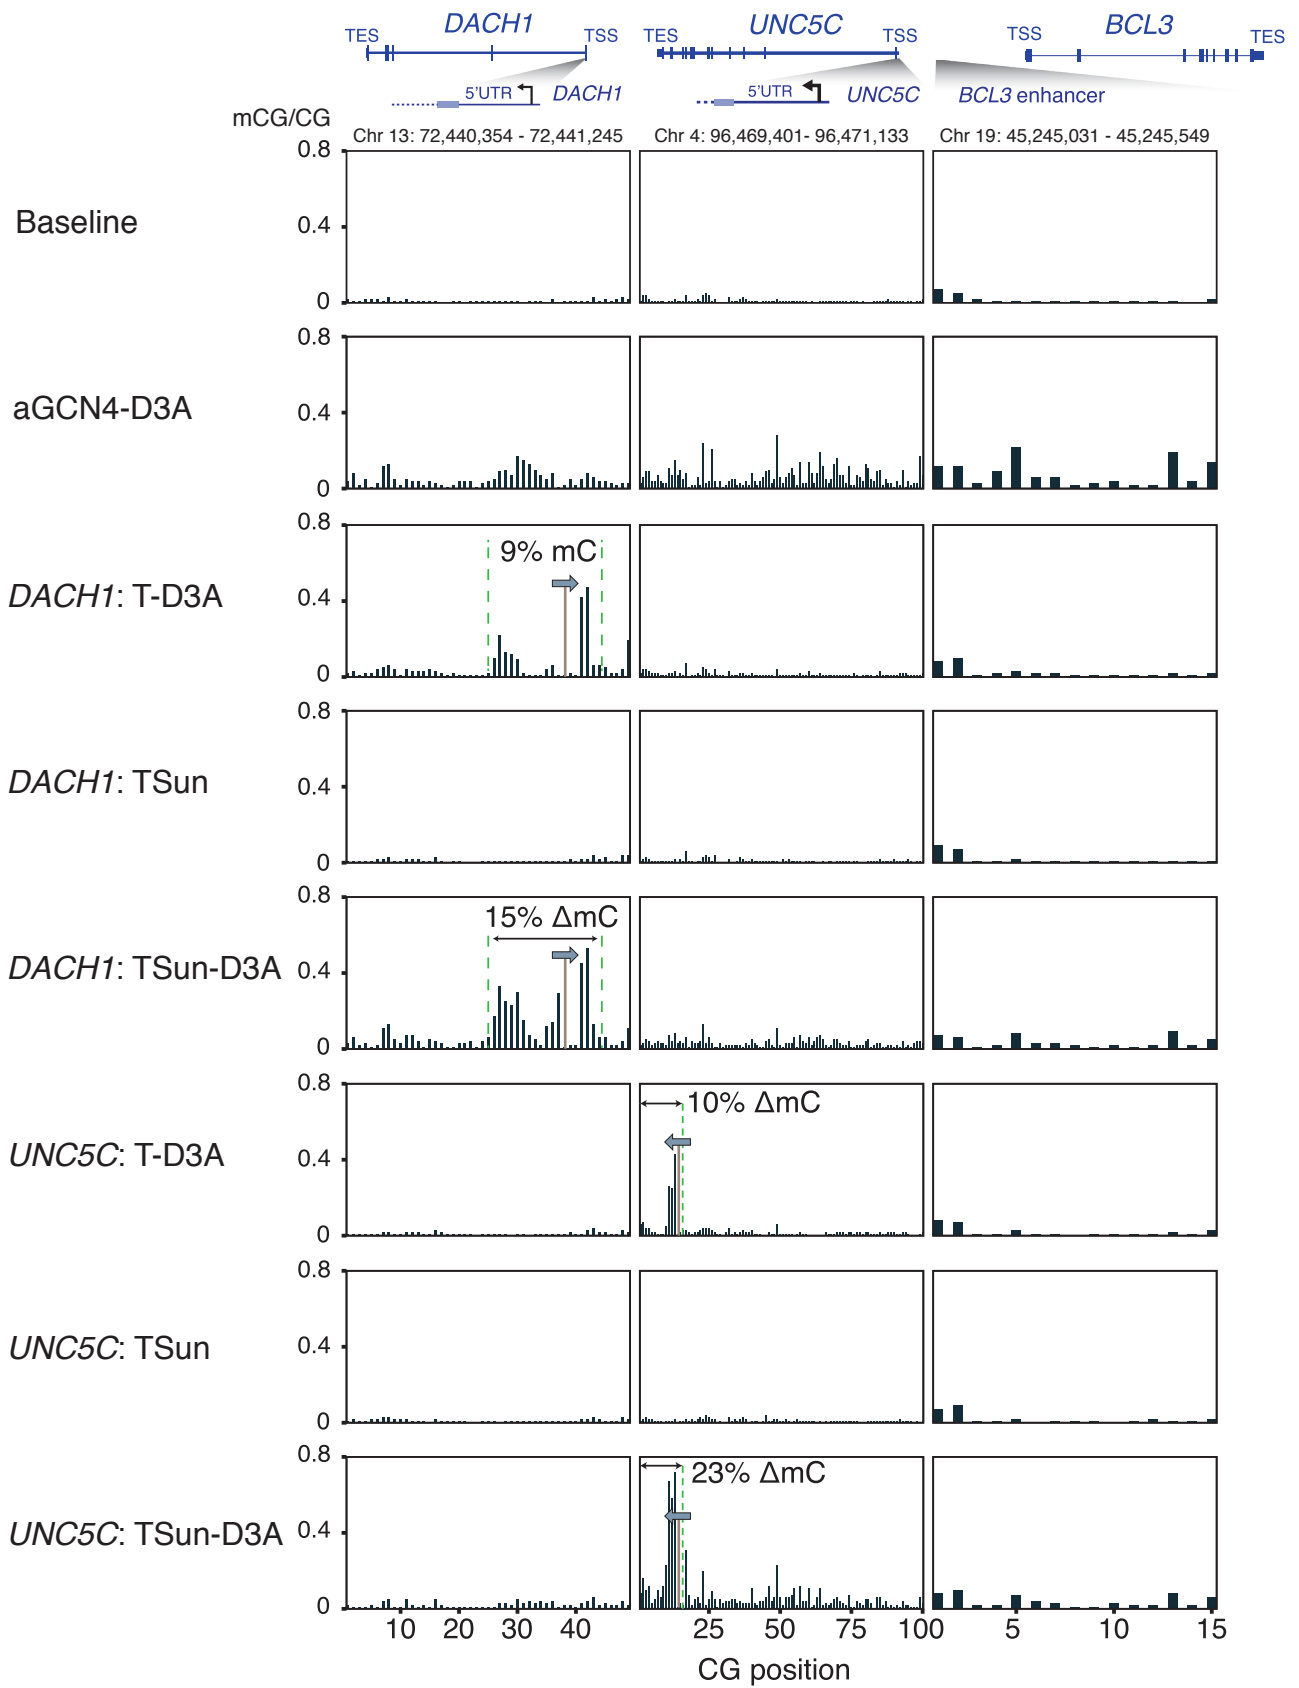 DACH1 UNC5C BCL3
TES TSS TES TSS TSS TES
5'UTR DACH1 5'UTR UNC5C BCL3 enhancer
mCG/CG
Chr 13: 72,440,354 - 72,441,245 Chr 4: 96,469,401- 96,471,133 Chr 19: 45,245,031 - 45,245,549
0.8
Baseline 0.4
0
0.8
aGCN4-D3A 0.4
0
0.8
9% mC
DACH1: T-D3A 0.4
0
0.8
DACH1: TSun 0.4
0
0.8
15% ΔmC
DACH1: TSun-D3A 0.4
0
0.8
10% ΔmC
UNC5C: T-D3A 0.4
0
0.8
UNC5C: TSun 0.4
0
0.8
23% ΔmC
UNC5C: TSun-D3A 0.4
0
10 20 30 40 25 50 75 100 0 5 10 15
CG position